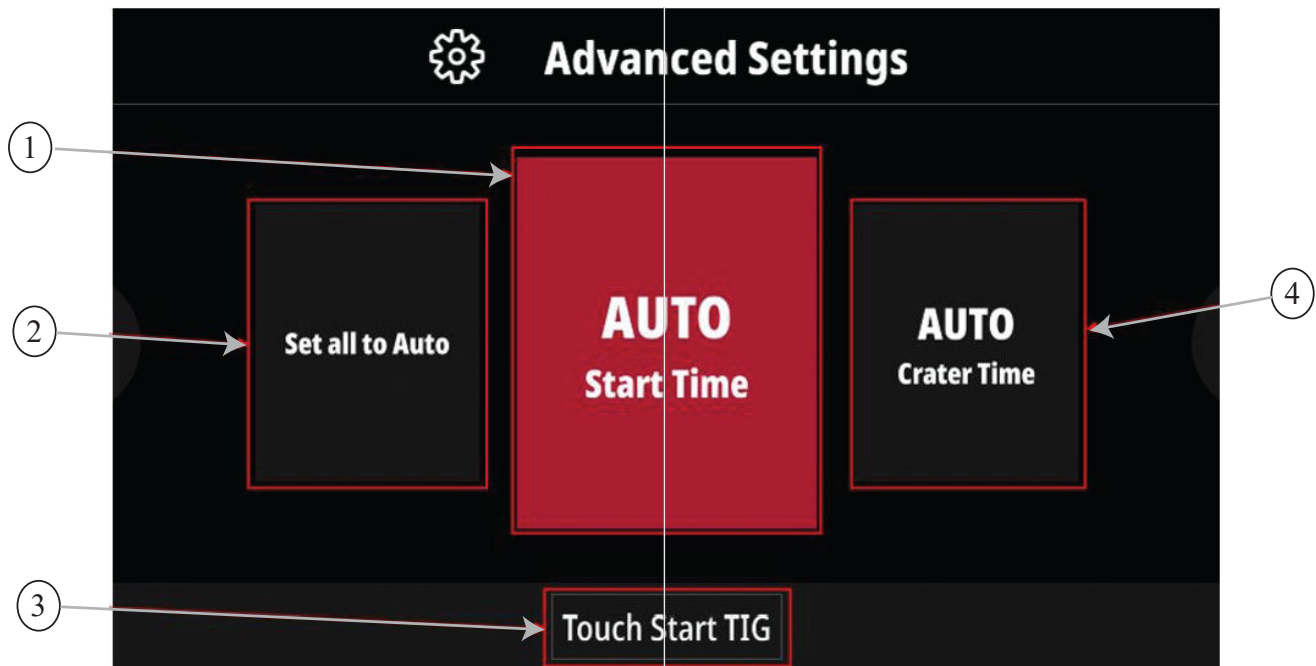 Advanced Settings
1
AUTO
Start Time
2
Set all to Auto
AUTO
Crater Time
4
3
Touch Start TIG